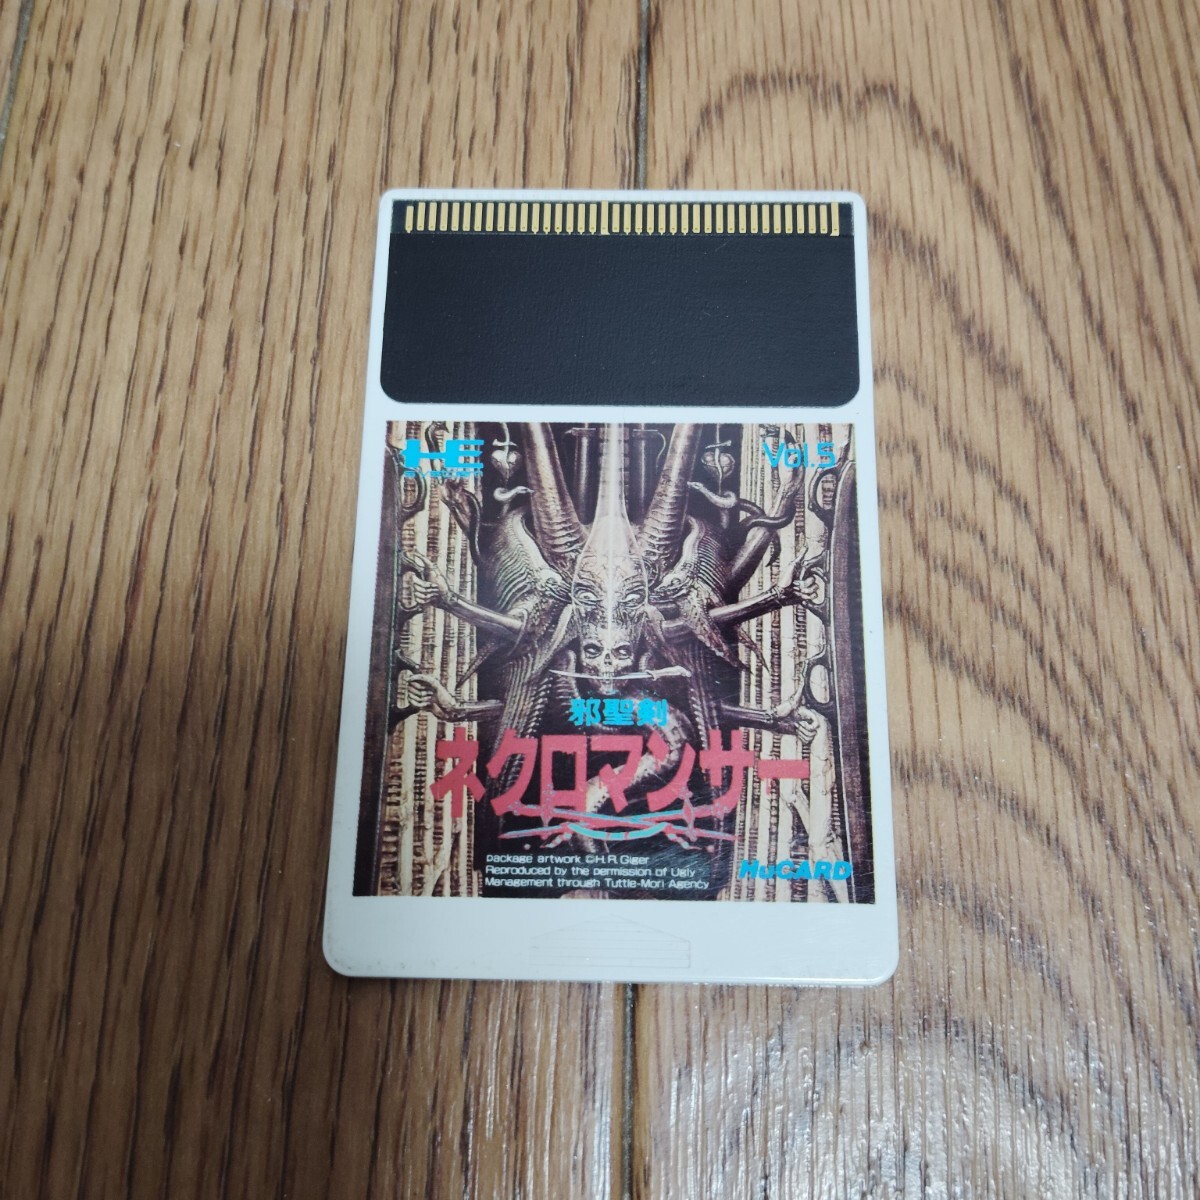 HE
SYSTEM
Vol.5
邪聖剣
ネクロマンサー
package artwork ©H.R.Giger
Reproduced by the permission of Ugly
Management through Tuttle-Mori Agency
HuCARD